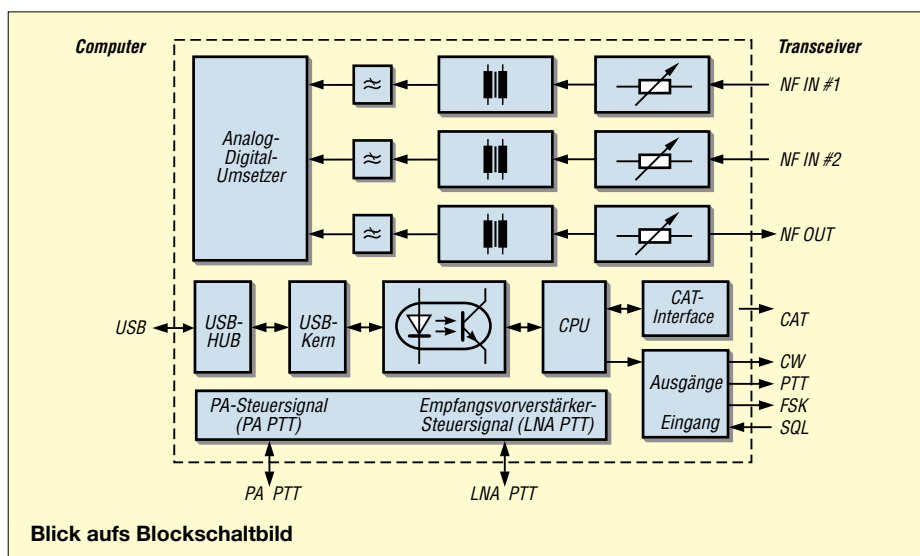 Computer
Transceiver
Analog-
Digital-
Umsetzer
NF IN #1
NF IN #2
NF OUT
USB
USB-
HUB
USB-
Kern
CPU
CAT-
Interface
CAT
Ausgänge
Eingang
CW
PTT
FSK
SQL
PA-Steuersignal
(PA PTT)
Empfangsvorverstärker-
Steuersignal (LNA PTT)
PA PTT
LNA PTT
Blick aufs Blockschaltbild